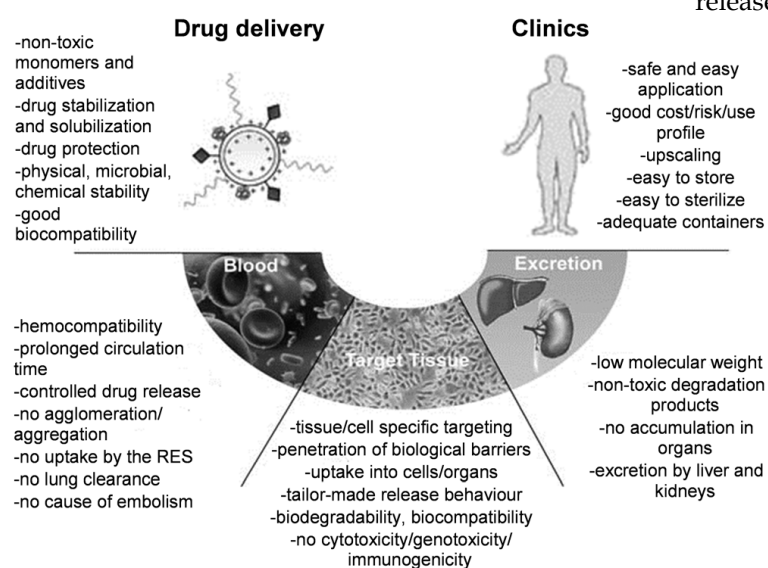 release
Drug delivery
-non-toxic
monomers and
additives
-drug stabilization
and solubilization
-drug protection
-physical, microbial,
chemical stability
-good
biocompatibility
Clinics
-safe and easy
application
-good cost/risk/use
profile
-upscaling
-easy to store
-easy to sterilize
-adequate containers
Blood
-hemocompatibility
-prolonged circulation
time
-controlled drug release
-no agglomeration/
aggregation
-no uptake by the RES
-no lung clearance
-no cause of embolism
Target Tissue
-tissue/cell specific targeting
-penetration of biological barriers
-uptake into cells/organs
-tailor-made release behaviour
-biodegradability, biocompatibility
-no cytotoxicity/genotoxicity/
immunogenicity
Excretion
-low molecular weight
-non-toxic degradation
products
-no accumulation in
organs
-excretion by liver and
kidneys